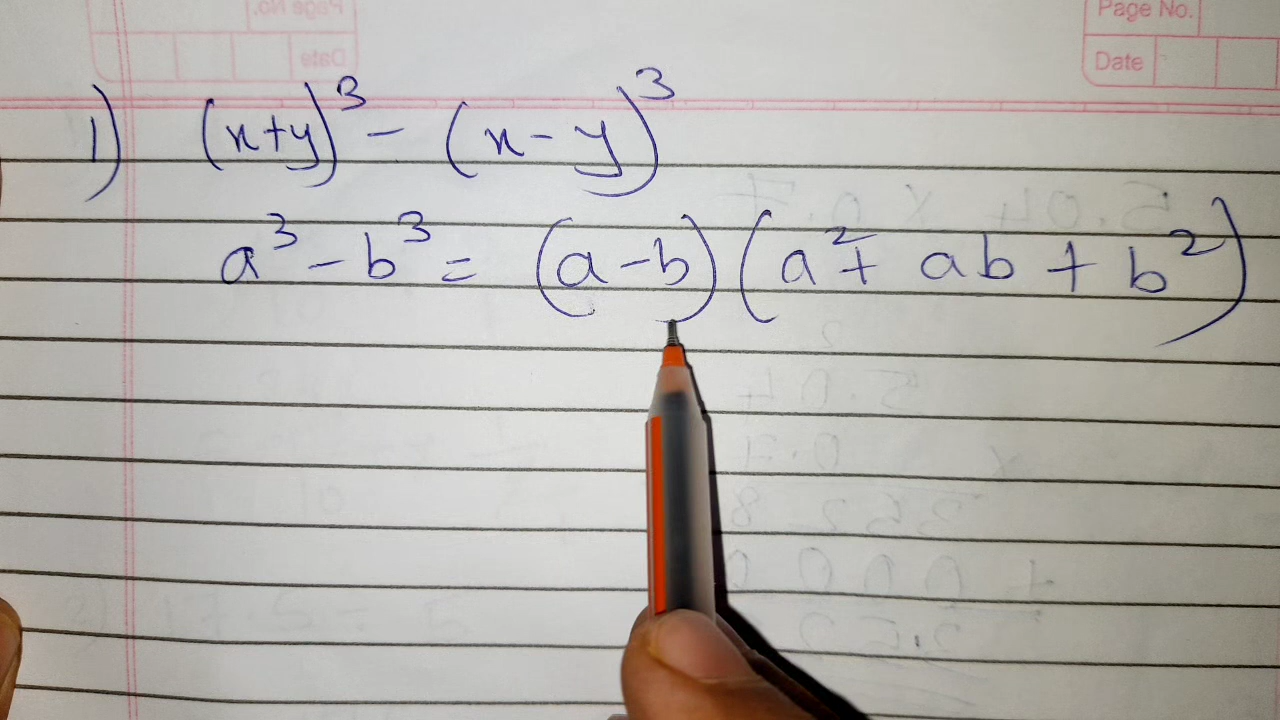 Page No.
Date
1) (x+y)³ - (x-y)³
a³ - b³ = (a-b)(a² + ab + b²)